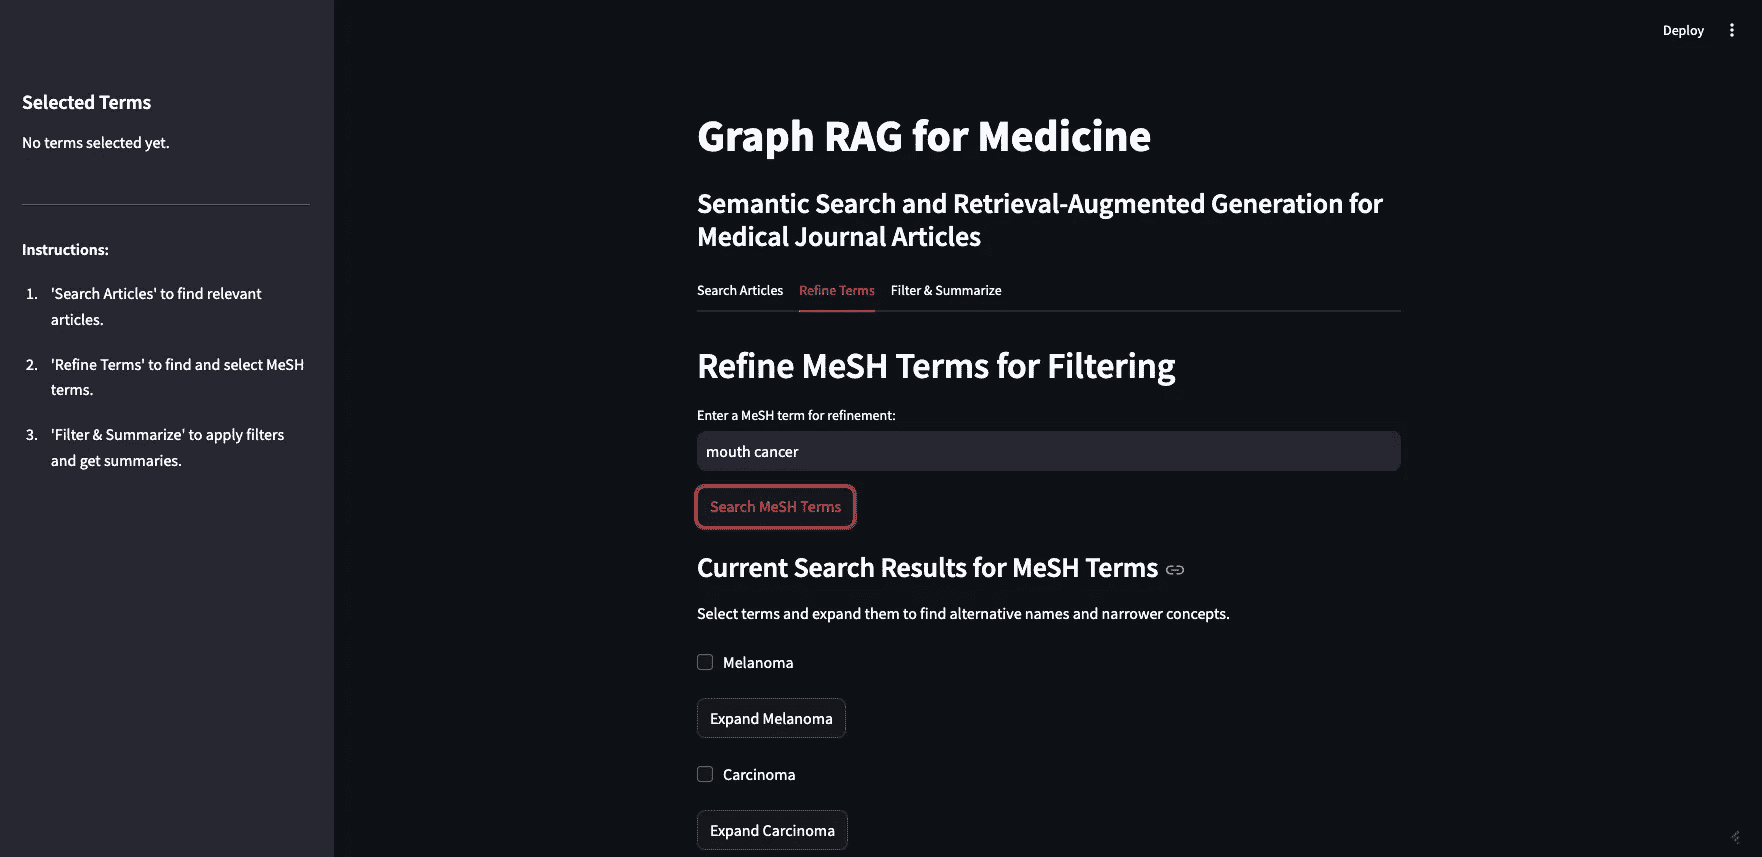 Deploy
Selected Terms
No terms selected yet.
Instructions:
1. 'Search Articles' to find relevant
articles.
2. 'Refine Terms' to find and select MeSH
terms.
3. 'Filter & Summarize' to apply filters
and get summaries.
Graph RAG for Medicine
Semantic Search and Retrieval-Augmented Generation for
Medical Journal Articles
Search Articles Refine Terms Filter & Summarize
Refine MeSH Terms for Filtering
Enter a MeSH term for refinement:
mouth cancer
Search MeSH Terms
Current Search Results for MeSH Terms
Select terms and expand them to find alternative names and narrower concepts.
Melanoma
Expand Melanoma
Carcinoma
Expand Carcinoma